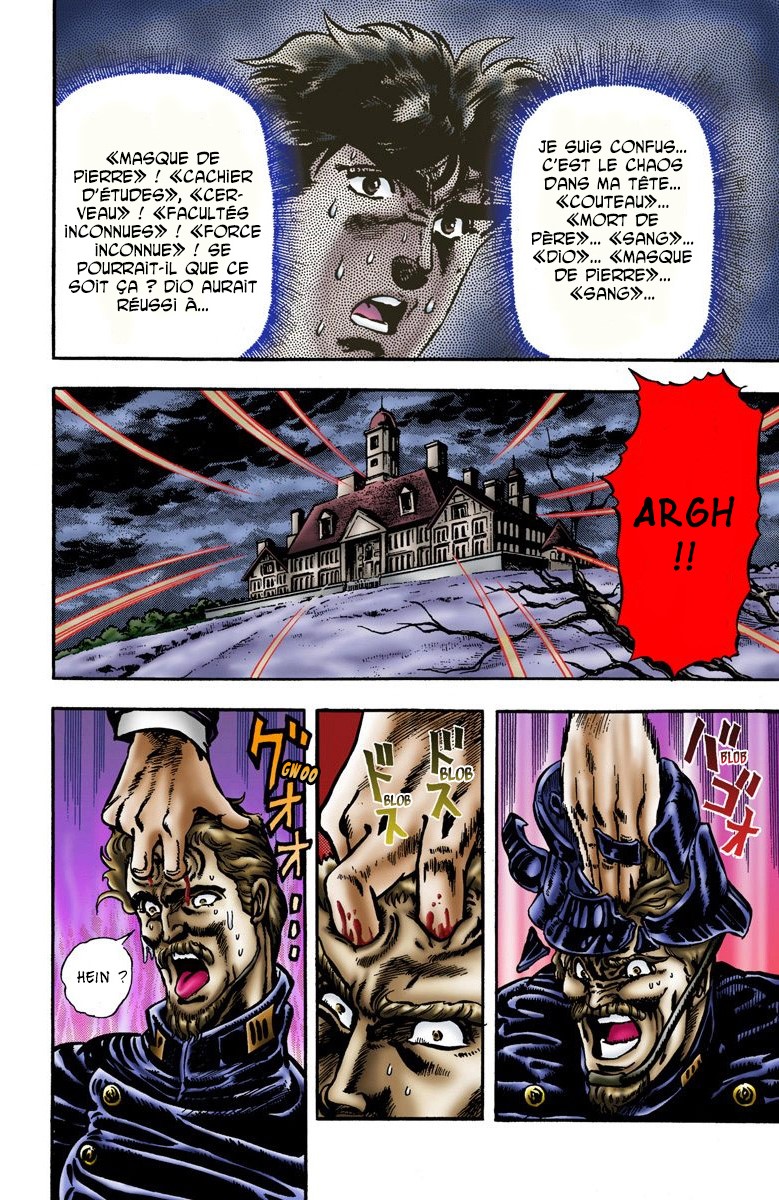 JE SUIS CONFUS...
C'EST LE CHAOS
DANS MA TÊTE...
≪COUTEAU≫...
≪MORT DE
PÈRE≫... ≪SANG≫...
≪DIO≫... ≪MASQUE
DE PIERRE≫...
≪SANG≫...
≪MASQUE DE
PIERRE≫ ! ≪CACHIER
D'ÉTUDES≫, ≪CER-
VEAU≫ ! ≪FACULTÉS
INCONNUES≫ ! ≪FORCE
INCONNUE≫ ! SE
POURRAIT-IL QUE CE
SOIT ÇA ? DIO AURAIT
RÉUSSI À...
ARGH
!!
バゴォ
BLOB
ドス
BLOB
ドス
BLOB
グオオ...
GWOO
HEIN ?